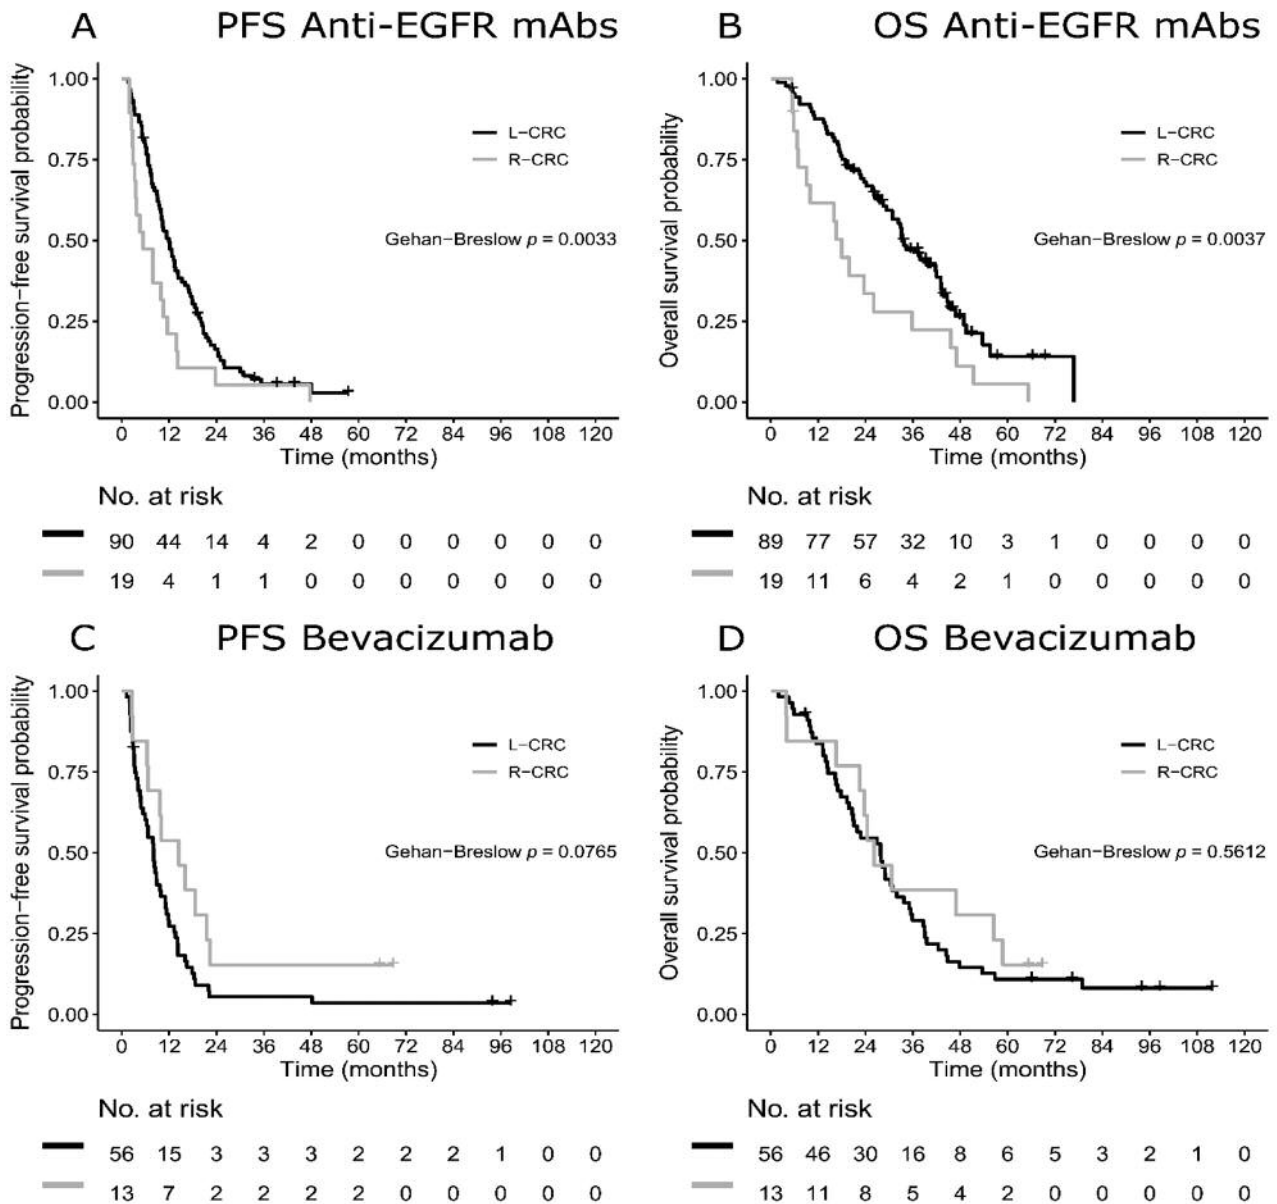 A PFS Anti-EGFR mAbs
Progression-free survival probability
1.00
0.75
0.50
0.25
0.00
L-CRC
R-CRC
Gehan-Breslow p = 0.0033
0 12 24 36 48 60 72 84 96 108 120
Time (months)
No. at risk
90 44 14 4 2 0 0 0 0 0 0
19 4 1 1 0 0 0 0 0 0 0
B OS Anti-EGFR mAbs
Overall survival probability
1.00
0.75
0.50
0.25
0.00
L-CRC
R-CRC
Gehan-Breslow p = 0.0037
0 12 24 36 48 60 72 84 96 108 120
Time (months)
No. at risk
89 77 57 32 10 3 1 0 0 0 0
19 11 6 4 2 1 0 0 0 0 0
C PFS Bevacizumab
Progression-free survival probability
1.00
0.75
0.50
0.25
0.00
L-CRC
R-CRC
Gehan-Breslow p = 0.0765
0 12 24 36 48 60 72 84 96 108 120
Time (months)
No. at risk
56 15 3 3 3 2 2 2 1 0 0
13 7 2 2 2 2 0 0 0 0 0
D OS Bevacizumab
Overall survival probability
1.00
0.75
0.50
0.25
0.00
L-CRC
R-CRC
Gehan-Breslow p = 0.5612
0 12 24 36 48 60 72 84 96 108 120
Time (months)
No. at risk
56 46 30 16 8 6 5 3 2 1 0
13 11 8 5 4 2 0 0 0 0 0